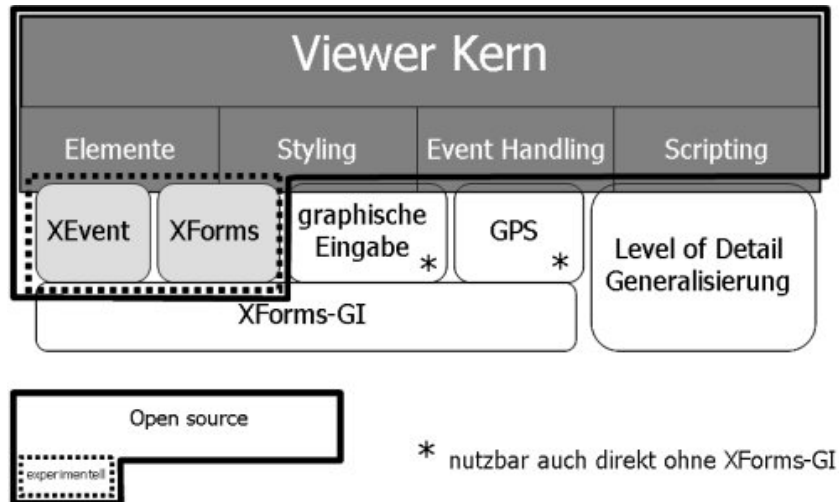 Viewer Kern
Elemente
Styling
Event Handling
Scripting
XEvent
XForms
graphische
Eingabe *
GPS
*
Level of Detail
Generalisierung
XForms-GI
Open source
experimentell
* nutzbar auch direkt ohne XForms-GI